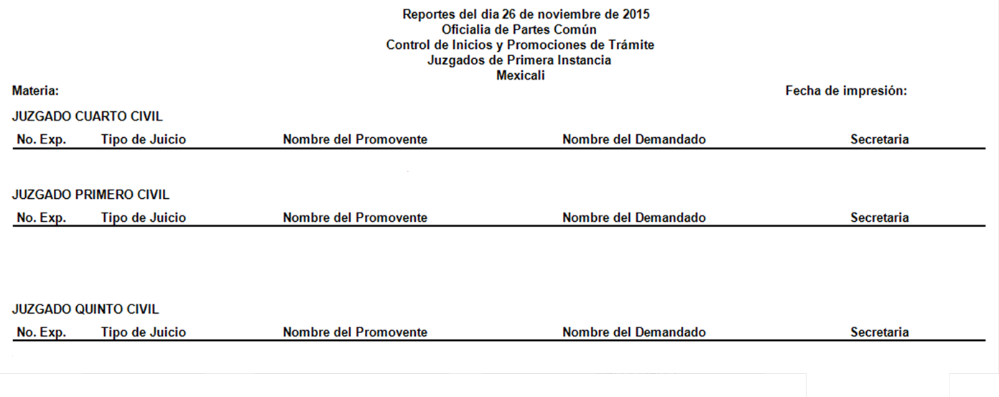 Reportes del dia 26 de noviembre de 2015
Oficialia de Partes Común
Control de Inicios y Promociones de Trámite
Juzgados de Primera Instancia
Mexicali
Materia: Fecha de impresión:
JUZGADO CUARTO CIVIL
No. Exp. Tipo de Juicio Nombre del Promovente Nombre del Demandado Secretaria
JUZGADO PRIMERO CIVIL
No. Exp. Tipo de Juicio Nombre del Promovente Nombre del Demandado Secretaria
JUZGADO QUINTO CIVIL
No. Exp. Tipo de Juicio Nombre del Promovente Nombre del Demandado Secretaria